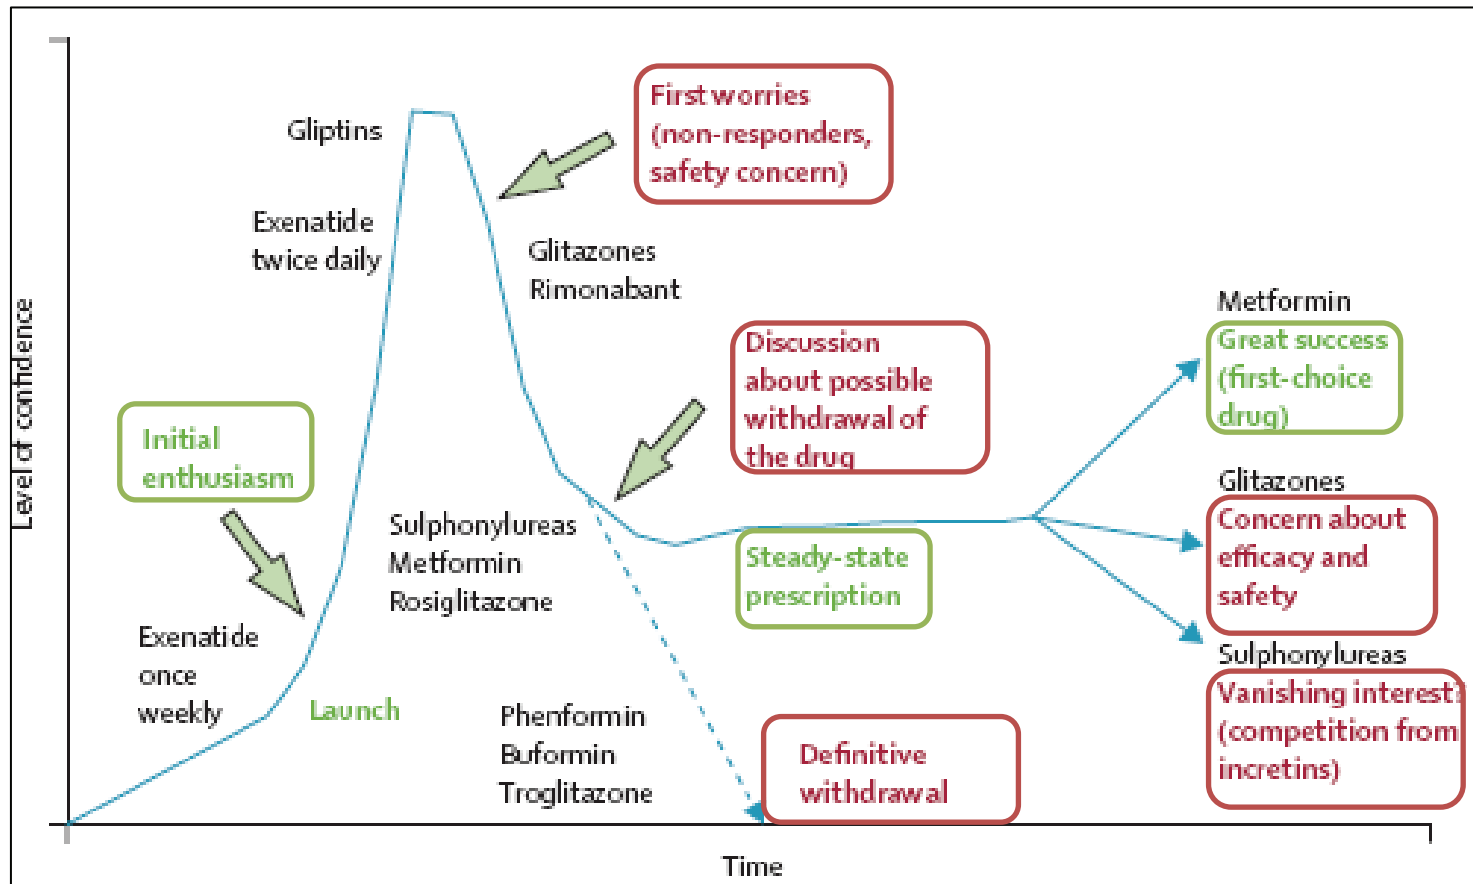 Level of confidence
Gliptins
Exenatide
twice daily
First worries
(non-responders,
safety concern)
Glitazones
Rimonabant
Initial
enthusiasm
Discussion
about possible
withdrawal of
the drug
Metformin
Great success
(first-choice
drug)
Glitazones
Concern about
efficacy and
safety
Sulphonylureas
Metformin
Rosiglitazone
Steady-state
prescription
Exenatide
once
weekly
Launch
Sulphonylureas
Vanishing interest
(competition from
incretins)
Phenformin
Buformin
Troglitazone
Definitive
withdrawal
Time